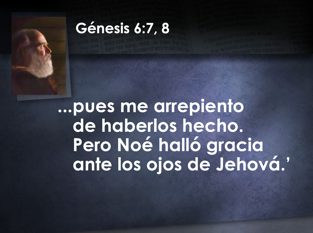 Génesis 6:7, 8
...pues me arrepiento
de haberlos hecho.
Pero Noé halló gracia
ante los ojos de Jehová.’